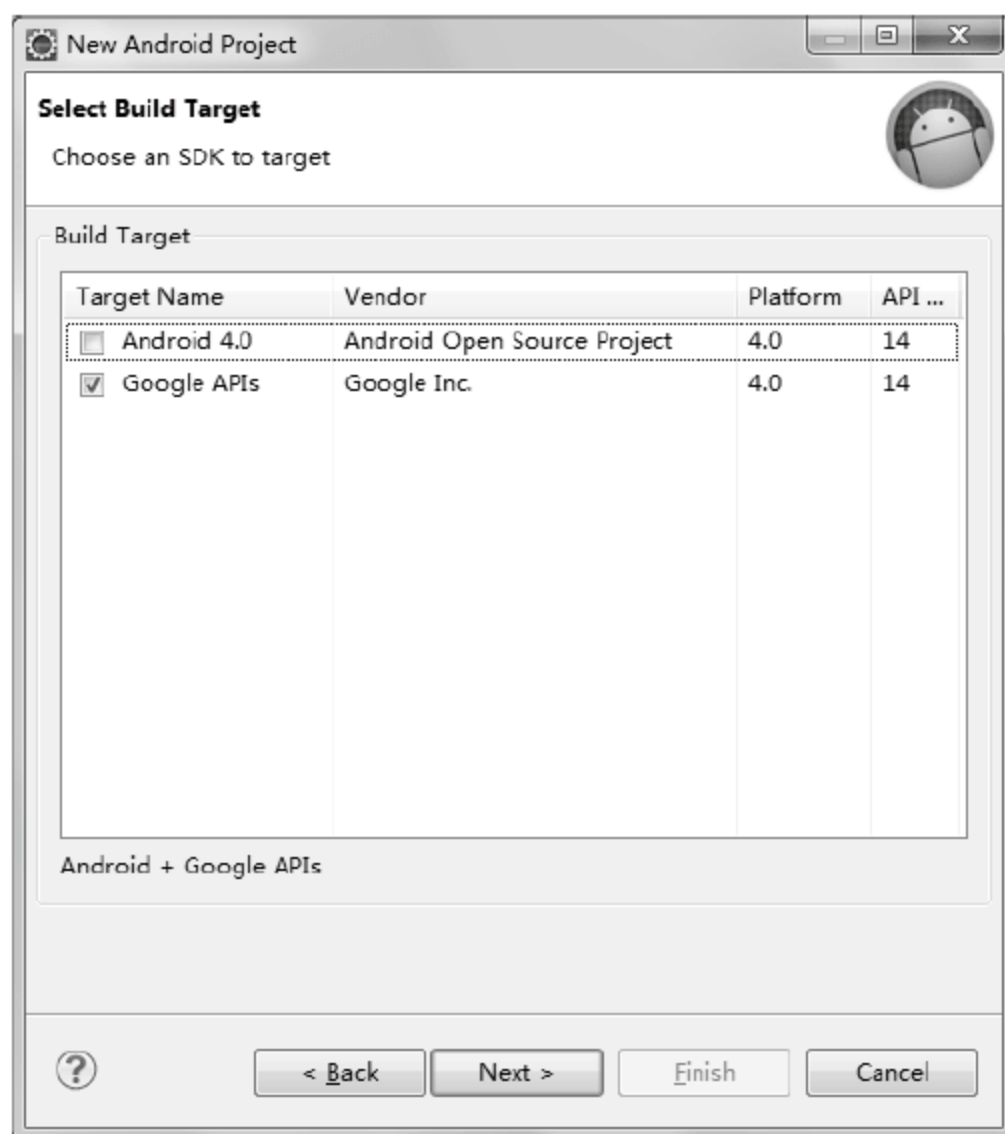 New Android Project
Select Build Target
Choose an SDK to target
Build Target
Target Name Vendor Platform API ...
Android 4.0 Android Open Source Project 4.0 14
Google APIs Google Inc. 4.0 14
Android + Google APIs
? < Back Next > Finish Cancel